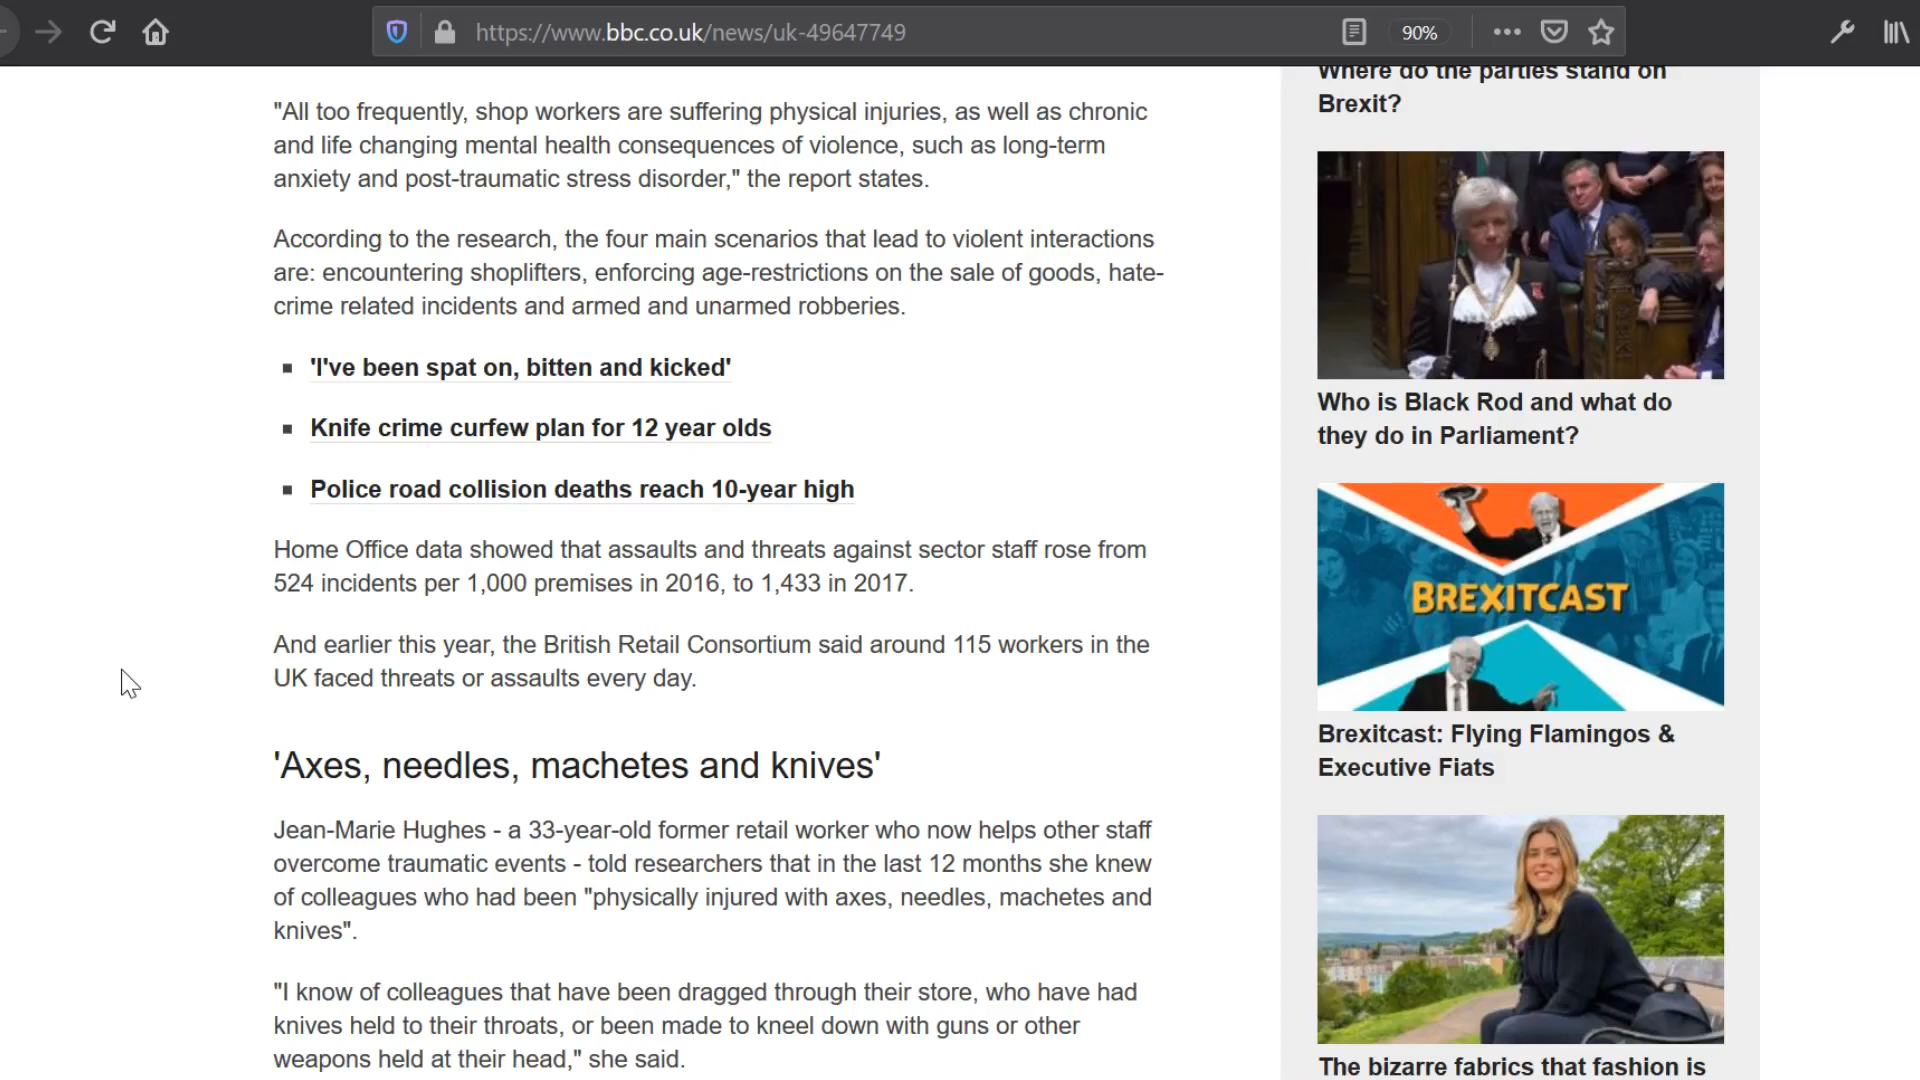 https://www.bbc.co.uk/news/uk-49647749
90%
"All too frequently, shop workers are suffering physical injuries, as well as chronic
and life changing mental health consequences of violence, such as long-term
anxiety and post-traumatic stress disorder," the report states.
According to the research, the four main scenarios that lead to violent interactions
are: encountering shoplifters, enforcing age-restrictions on the sale of goods, hate-
crime related incidents and armed and unarmed robberies.
'I've been spat on, bitten and kicked'
Knife crime curfew plan for 12 year olds
Police road collision deaths reach 10-year high
Home Office data showed that assaults and threats against sector staff rose from
524 incidents per 1,000 premises in 2016, to 1,433 in 2017.
And earlier this year, the British Retail Consortium said around 115 workers in the
UK faced threats or assaults every day.
'Axes, needles, machetes and knives'
Jean-Marie Hughes - a 33-year-old former retail worker who now helps other staff
overcome traumatic events - told researchers that in the last 12 months she knew
of colleagues who had been "physically injured with axes, needles, machetes and
knives".
"I know of colleagues that have been dragged through their store, who have had
knives held to their throats, or been made to kneel down with guns or other
weapons held at their head," she said.
Where do the parties stand on
Brexit?
Who is Black Rod and what do
they do in Parliament?
BREXITCAST
Brexitcast: Flying Flamingos &
Executive Fiats
The bizarre fabrics that fashion is